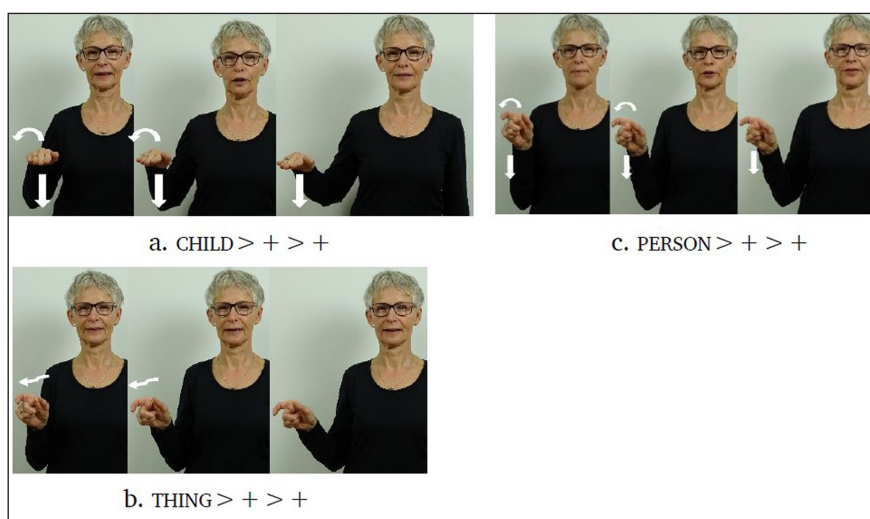 a. CHILD > + > +
c. PERSON > + > +
b. THING > + > +